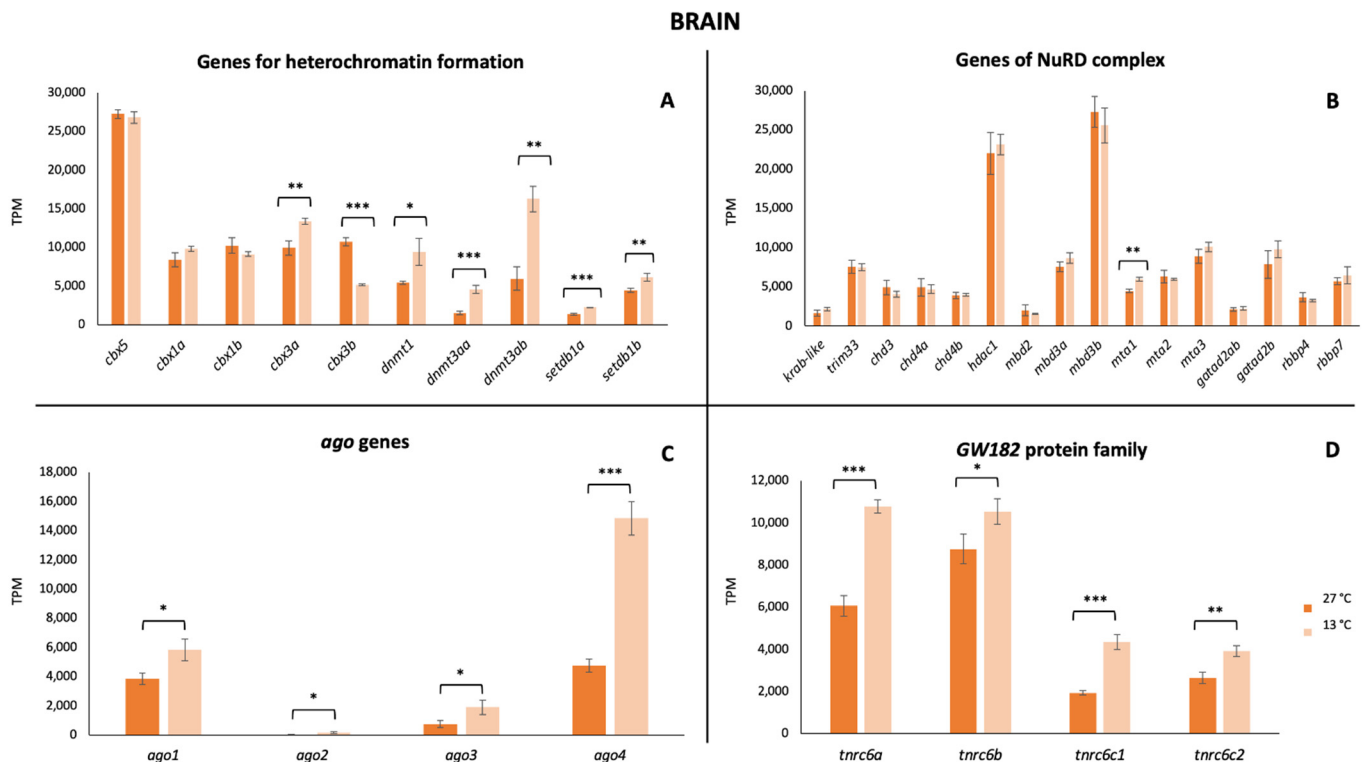 BRAIN
Genes for heterochromatin formation
A
30,000
25,000
20,000
15,000
10,000
5,000
0
TPM
**
***
*
***
**
***
**
cbx5
cbx1a
cbx1b
cbx3a
cbx3b
dnmt1
dnmt3aa
dnmt3ab
setdb1a
setdb1b
Genes of NuRD complex
B
30,000
25,000
20,000
15,000
10,000
5,000
0
TPM
**
krab-like
trim33
chd3
chd4a
chd4b
hdac1
mbd2
mbd3a
mbd3b
mta1
mta2
mta3
gatad2ab
gatad2b
rbbp4
rbbp7
ago genes
C
18,000
16,000
14,000
12,000
10,000
8,000
6,000
4,000
2,000
0
TPM
*
*
*
***
ago1
ago2
ago3
ago4
GW182 protein family
D
12,000
10,000
8,000
6,000
4,000
2,000
0
TPM
***
*
***
**
tnrc6a
tnrc6b
tnrc6c1
tnrc6c2
27 °C
13 °C